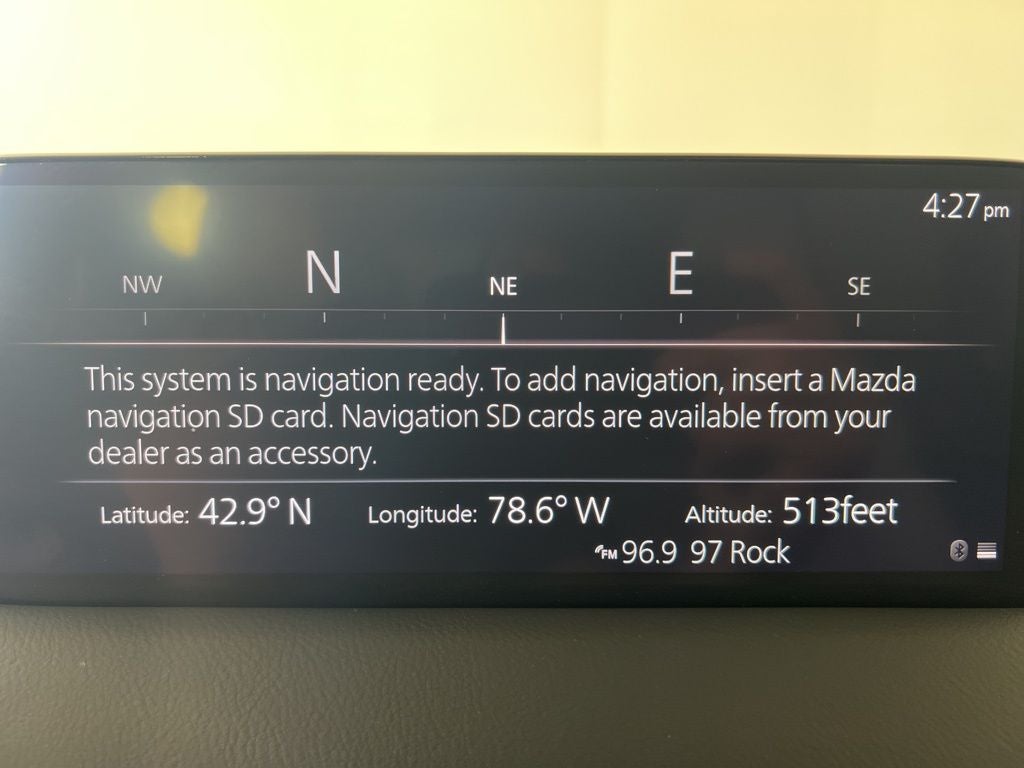 4:27 pm
NW N NE E SE
This system is navigation ready. To add navigation, insert a Mazda
navigation SD card. Navigation SD cards are available from your
dealer as an accessory.
Latitude: 42.9° N Longitude: 78.6° W Altitude: 513feet
FM 96.9 97 Rock